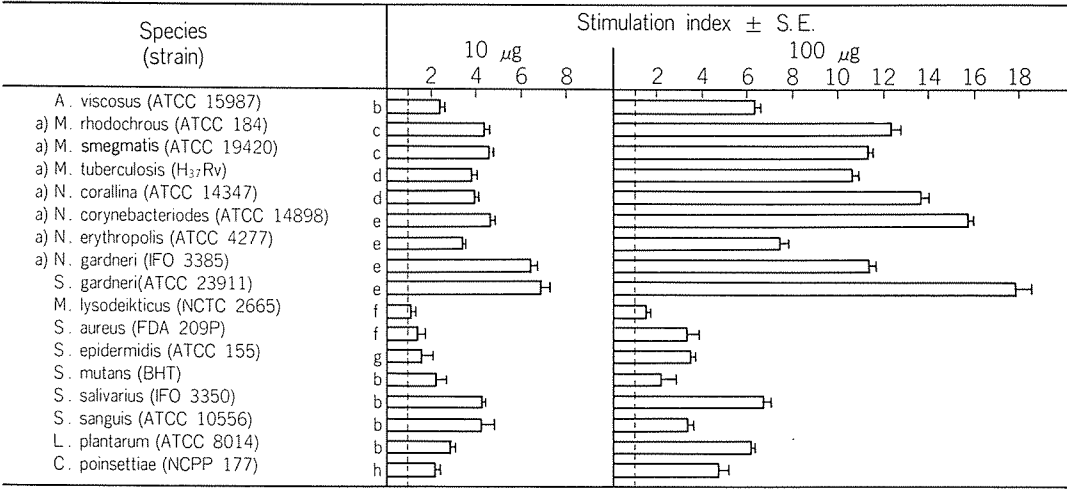 Species
(strain)
Stimulation index ± S.E.
10 μg
100 μg
2 4 6 8
2 4 6 8 10 12 14 16 18
A. viscosus (ATCC 15987) b
a) M. rhodochrous (ATCC 184) c
a) M. smegmatis (ATCC 19420) c
a) M. tuberculosis (H₃₇Rv) d
a) N. corallina (ATCC 14347) d
a) N. corynebacteriodes (ATCC 14898) e
a) N. erythropolis (ATCC 4277) e
a) N. gardneri (IFO 3385) e
S. gardneri(ATCC 23911) e
M. lysodeikticus (NCTC 2665) f
S. aureus (FDA 209P) f
S. epidermidis (ATCC 155) g
S. mutans (BHT) b
S. salivarius (IFO 3350) b
S. sanguis (ATCC 10556) b
L. plantarum (ATCC 8014) b
C. poinsettiae (NCPP 177) h